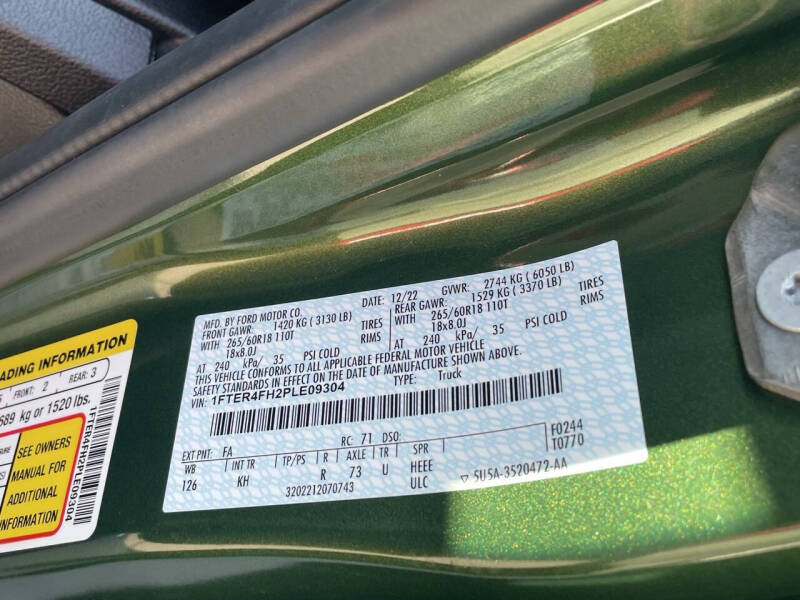 MFD. BY FORD MOTOR CO.
DATE: 12/22
GVWR: 2744 KG ( 6050 LB)
FRONT GAWR: 1420 KG ( 3130 LB)
REAR GAWR: 1529 KG ( 3370 LB)
WITH 265/60R18 110T TIRES
WITH 265/60R18 110T TIRES
18x8.0J RIMS
18x8.0J RIMS
AT 240 kPa/ 35 PSI COLD
AT 240 kPa/ 35 PSI COLD
THIS VEHICLE CONFORMS TO ALL APPLICABLE FEDERAL MOTOR VEHICLE
SAFETY STANDARDS IN EFFECT ON THE DATE OF MANUFACTURE SHOWN ABOVE.
VIN: 1FTER4FH2PLE09304
TYPE: Truck
EXT PNT: FA RC: 71 DSO: F0244
T0770
WB INT TR TP/PS R AXLE TR SPR
126 KH R 73 U HEEE
ULC
3202212070743
▽ 5U5A-3520472-AA
ADING INFORMATION
FRONT: 2 REAR: 3
689 kg or 1520 lbs.
SEE OWNERS
MANUAL FOR
ADDITIONAL
INFORMATION
1FTER4FH2PLE09304